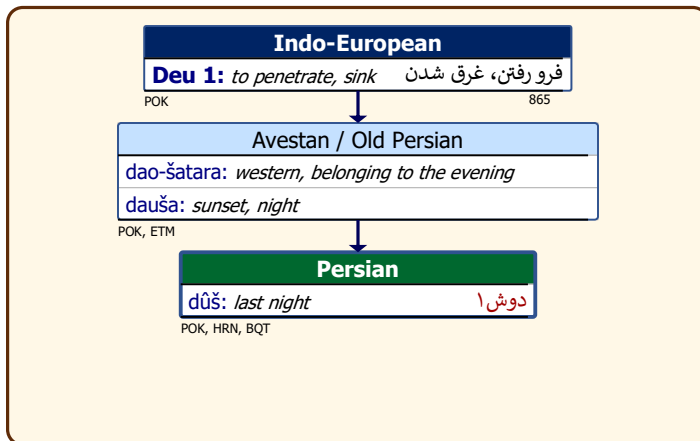 Indo-European
Deu 1: to penetrate, sink فرو رفتن، غرق شدن
POK 865
Avestan / Old Persian
dao-šatara: western, belonging to the evening
dauša: sunset, night
POK, ETM
Persian
dûš: last night دوش۱
POK, HRN, BQT